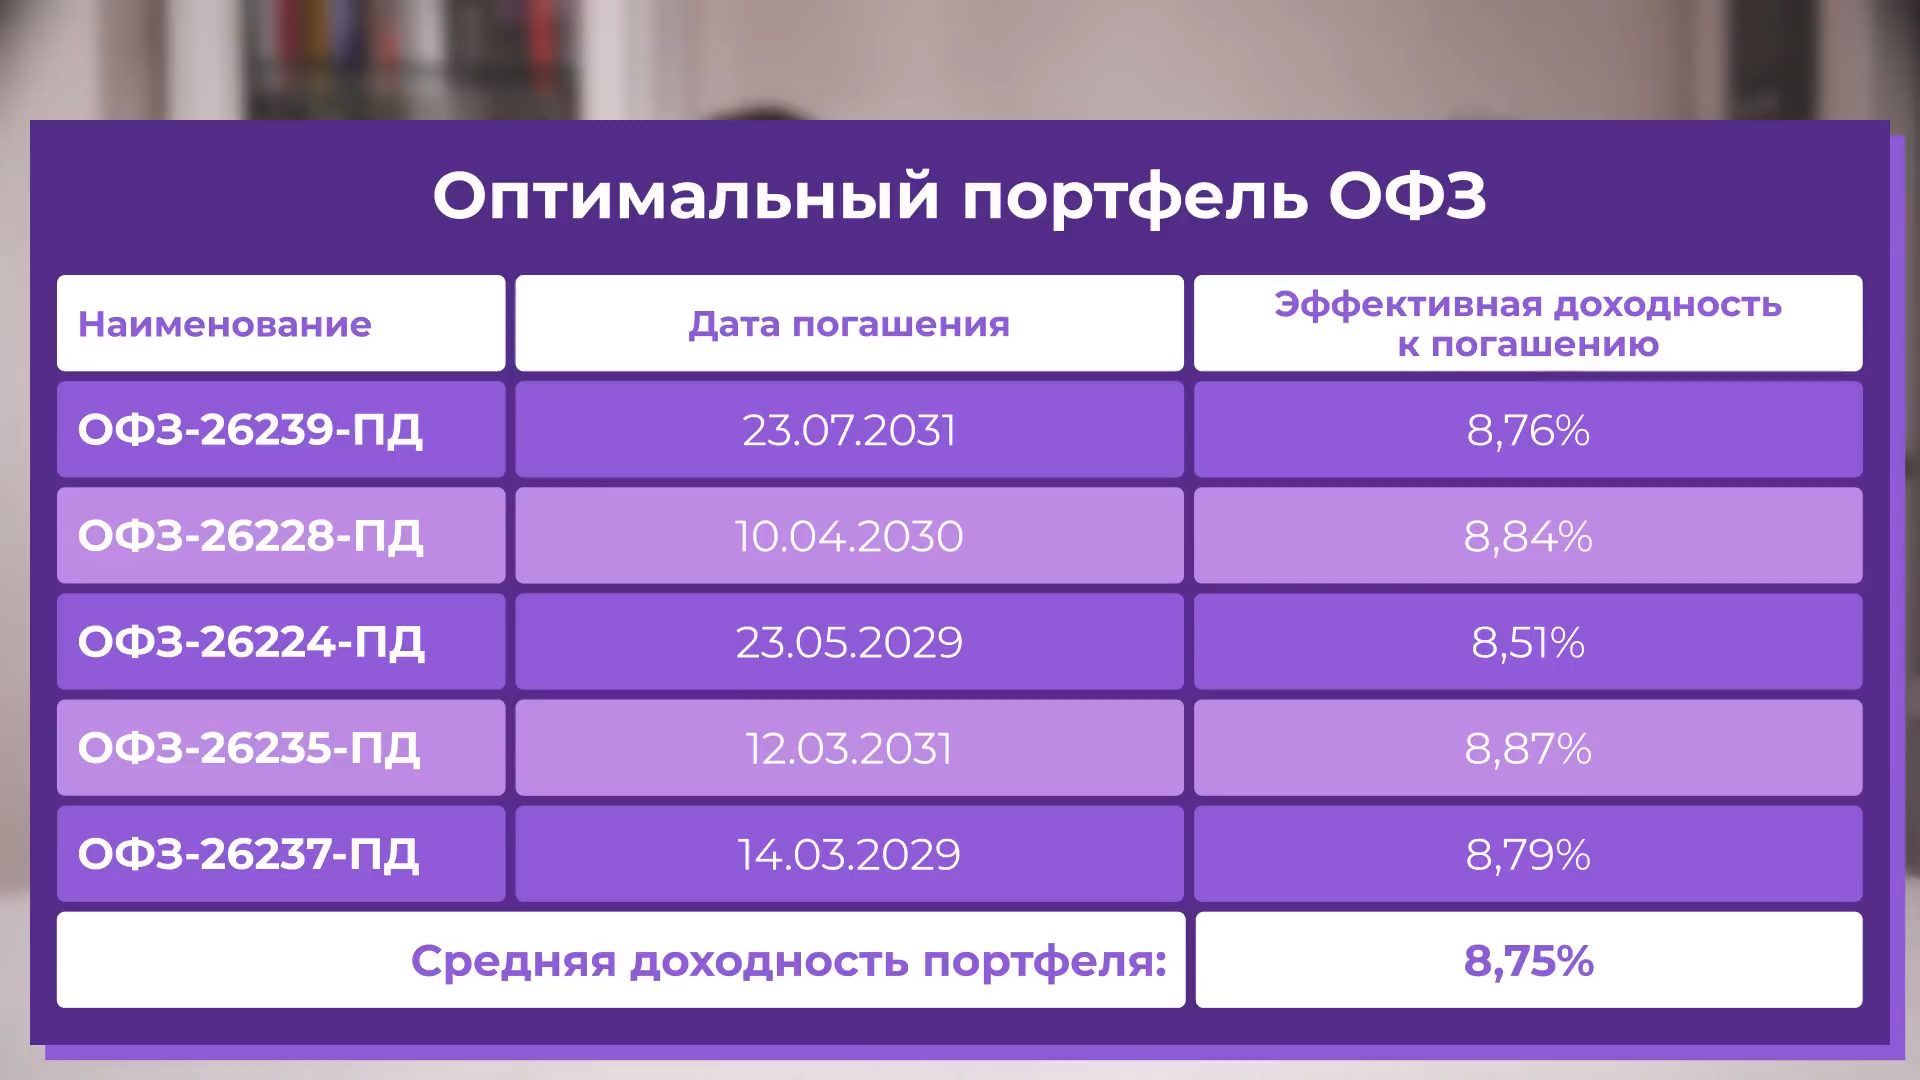 Оптимальный портфель ОФЗ
Наименование
Дата погашения
Эффективная доходность
к погашению
ОФЗ-26239-ПД
23.07.2031
8,76%
ОФЗ-26228-ПД
10.04.2030
8,84%
ОФЗ-26224-ПД
23.05.2029
8,51%
ОФЗ-26235-ПД
12.03.2031
8,87%
ОФЗ-26237-ПД
14.03.2029
8,79%
Средняя доходность портфеля:
8,75%